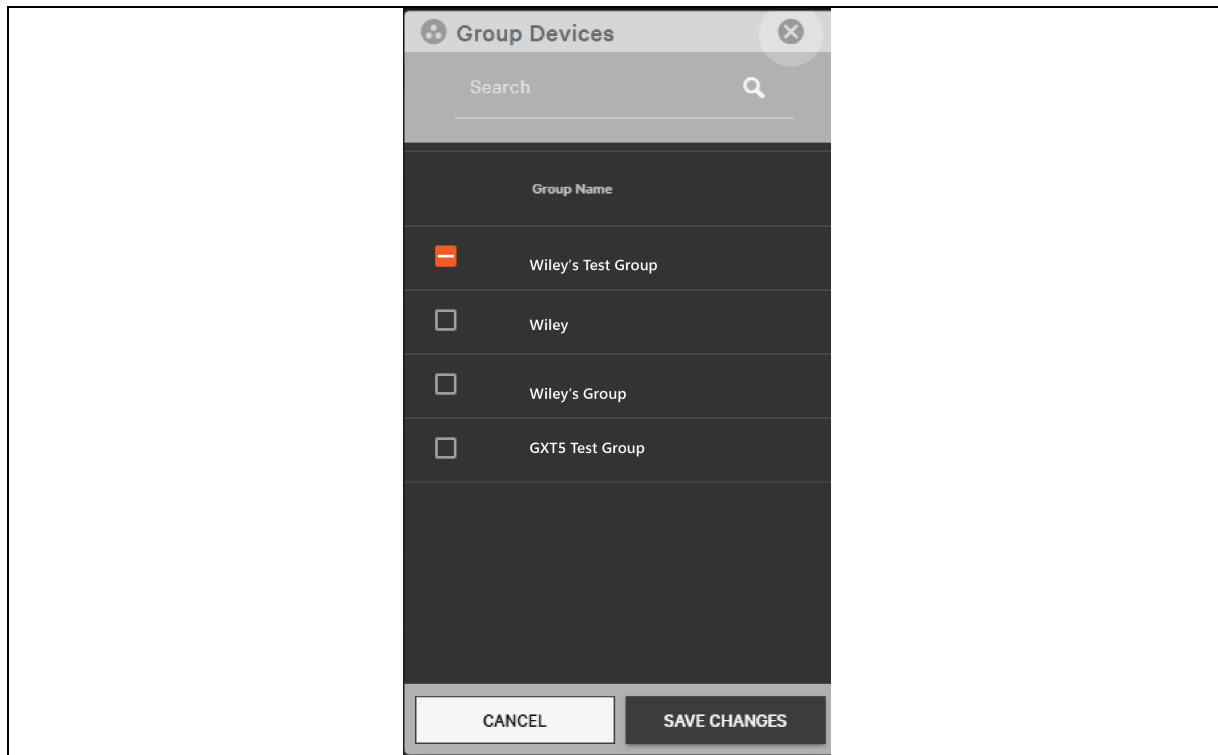 Group Devices
Search
Group Name
Wiley's Test Group
Wiley
Wiley's Group
GXT5 Test Group
CANCEL SAVE CHANGES